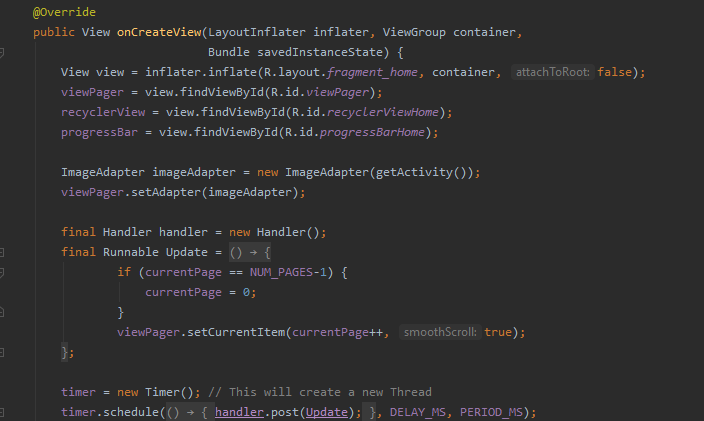 @Override
public View onCreateView(LayoutInflater inflater, ViewGroup container,
                         Bundle savedInstanceState) {
    View view = inflater.inflate(R.layout.fragment_home, container, attachToRoot: false);
    viewPager = view.findViewById(R.id.viewPager);
    recyclerView = view.findViewById(R.id.recyclerViewHome);
    progressBar = view.findViewById(R.id.progressBarHome);

    ImageAdapter imageAdapter = new ImageAdapter(getActivity());
    viewPager.setAdapter(imageAdapter);

    final Handler handler = new Handler();
    final Runnable Update = () → {
            if (currentPage == NUM_PAGES-1) {
                currentPage = 0;
            }
            viewPager.setCurrentItem(currentPage++, smoothScroll: true);
    };

    timer = new Timer(); // This will create a new Thread
    timer.schedule(() → { handler.post(Update); }, DELAY_MS, PERIOD_MS);